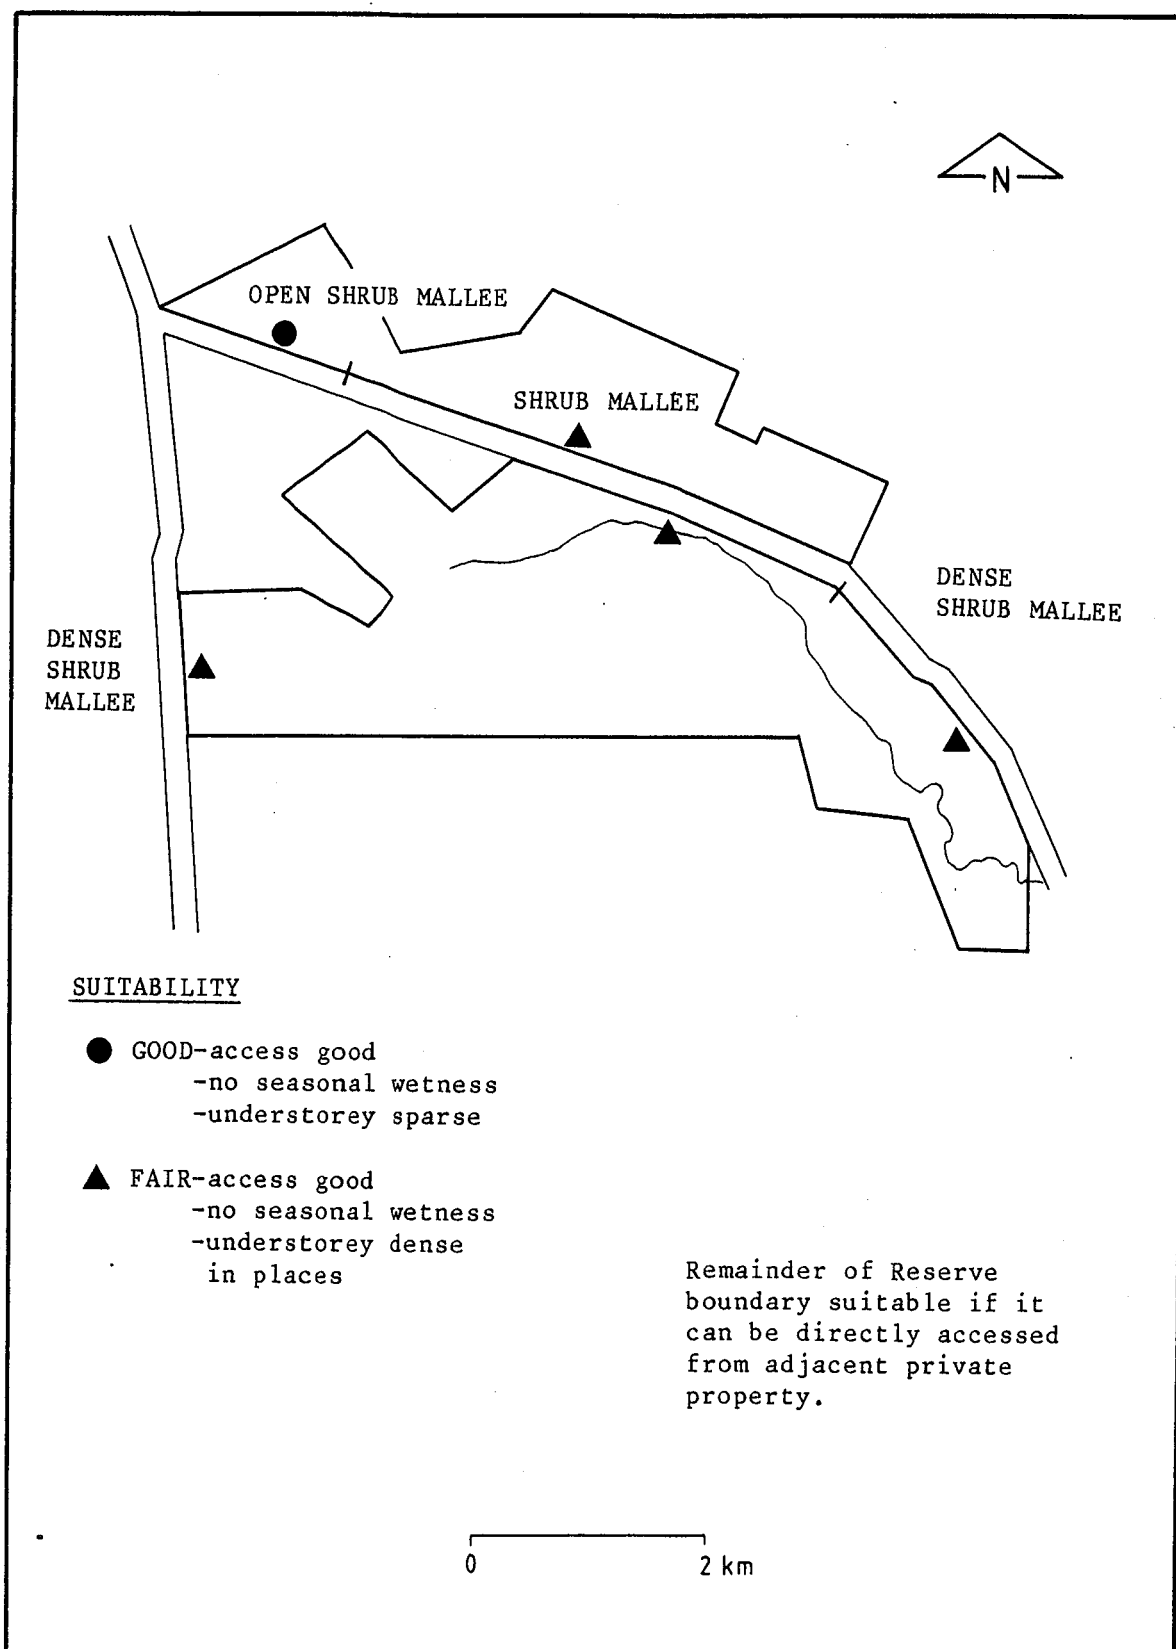 N
OPEN SHRUB MALLEE
SHRUB MALLEE
DENSE
SHRUB MALLEE
DENSE
SHRUB
MALLEE
SUITABILITY
GOOD-access good
-no seasonal wetness
-understorey sparse
FAIR-access good
-no seasonal wetness
-understorey dense
in places
Remainder of Reserve
boundary suitable if it
can be directly accessed
from adjacent private
property.
0 2 km